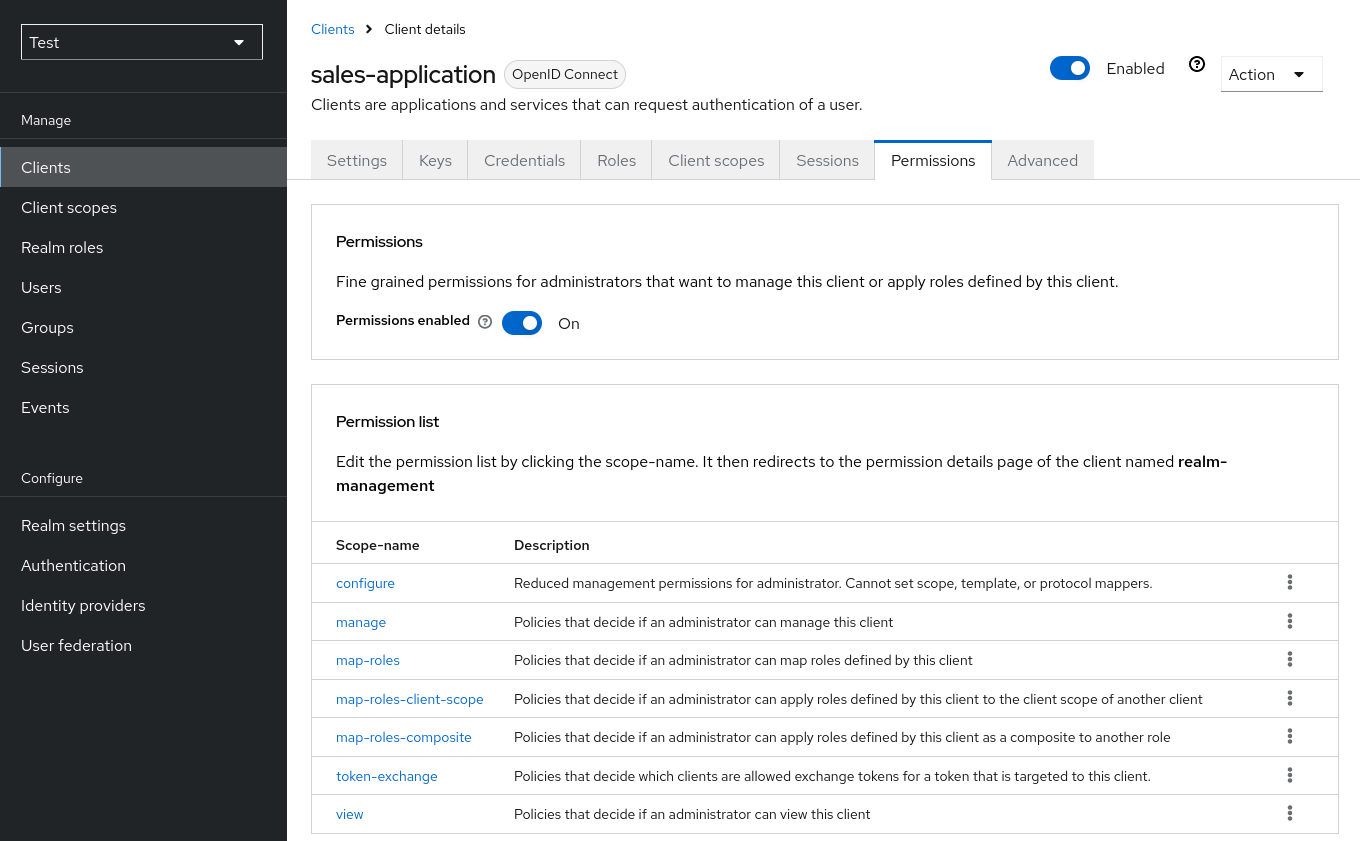 Test
Manage
Clients
Client scopes
Realm roles
Users
Groups
Sessions
Events
Configure
Realm settings
Authentication
Identity providers
User federation
Clients > Client details
sales-application OpenID Connect
Enabled ? Action
Clients are applications and services that can request authentication of a user.
Settings Keys Credentials Roles Client scopes Sessions Permissions Advanced
Permissions
Fine grained permissions for administrators that want to manage this client or apply roles defined by this client.
Permissions enabled ? On
Permission list
Edit the permission list by clicking the scope-name. It then redirects to the permission details page of the client named realm-
management
Scope-name Description
configure Reduced management permissions for administrator. Cannot set scope, template, or protocol mappers.
manage Policies that decide if an administrator can manage this client
map-roles Policies that decide if an administrator can map roles defined by this client
map-roles-client-scope Policies that decide if an administrator can apply roles defined by this client to the client scope of another client
map-roles-composite Policies that decide if an administrator can apply roles defined by this client as a composite to another role
token-exchange Policies that decide which clients are allowed exchange tokens for a token that is targeted to this client.
view Policies that decide if an administrator can view this client